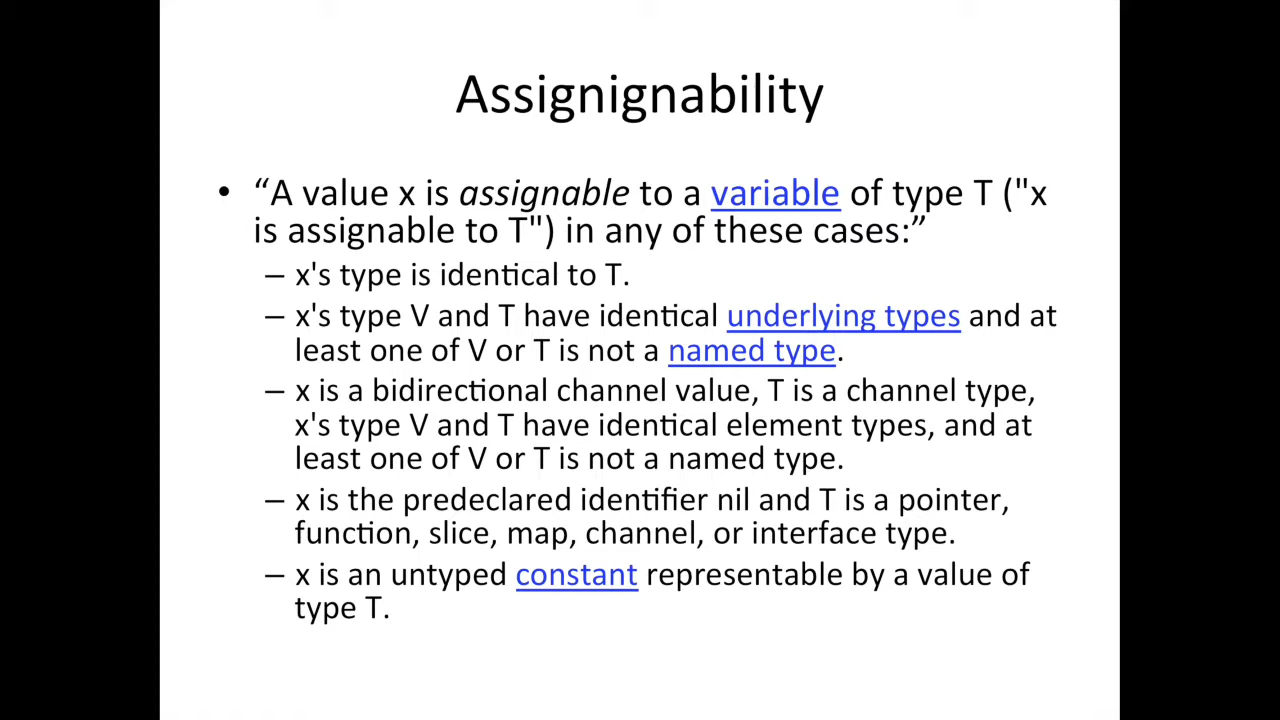 Assignignability
• “A value x is assignable to a variable of type T ("x
is assignable to T") in any of these cases:”
– x's type is identical to T.
– x's type V and T have identical underlying types and at
least one of V or T is not a named type.
– x is a bidirectional channel value, T is a channel type,
x's type V and T have identical element types, and at
least one of V or T is not a named type.
– x is the predeclared identifier nil and T is a pointer,
function, slice, map, channel, or interface type.
– x is an untyped constant representable by a value of
type T.